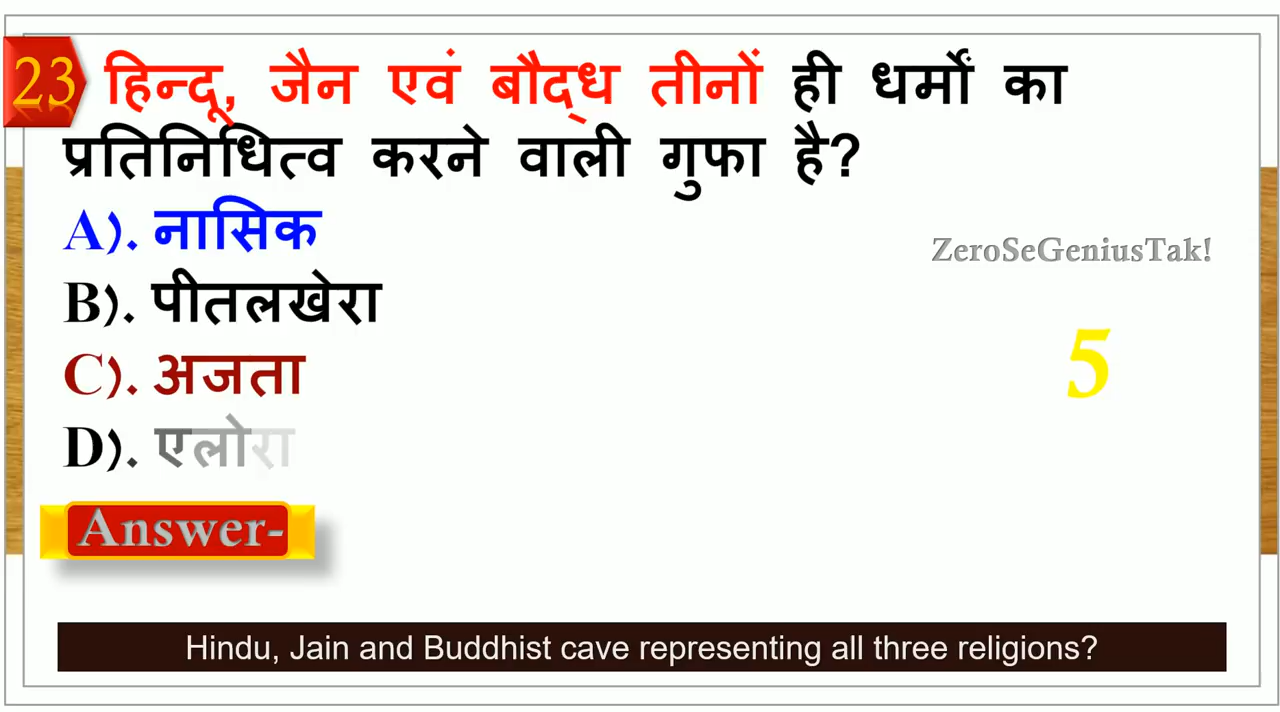 23 हिन्दू, जैन एवं बौद्ध तीनों ही धर्मों का
प्रतिनिधित्व करने वाली गुफा है?
A). नासिक
ZeroSeGeniusTak!
B). पीतलखेरा
5
C). अजता
D). एलोरा
Answer-
Hindu, Jain and Buddhist cave representing all three religions?